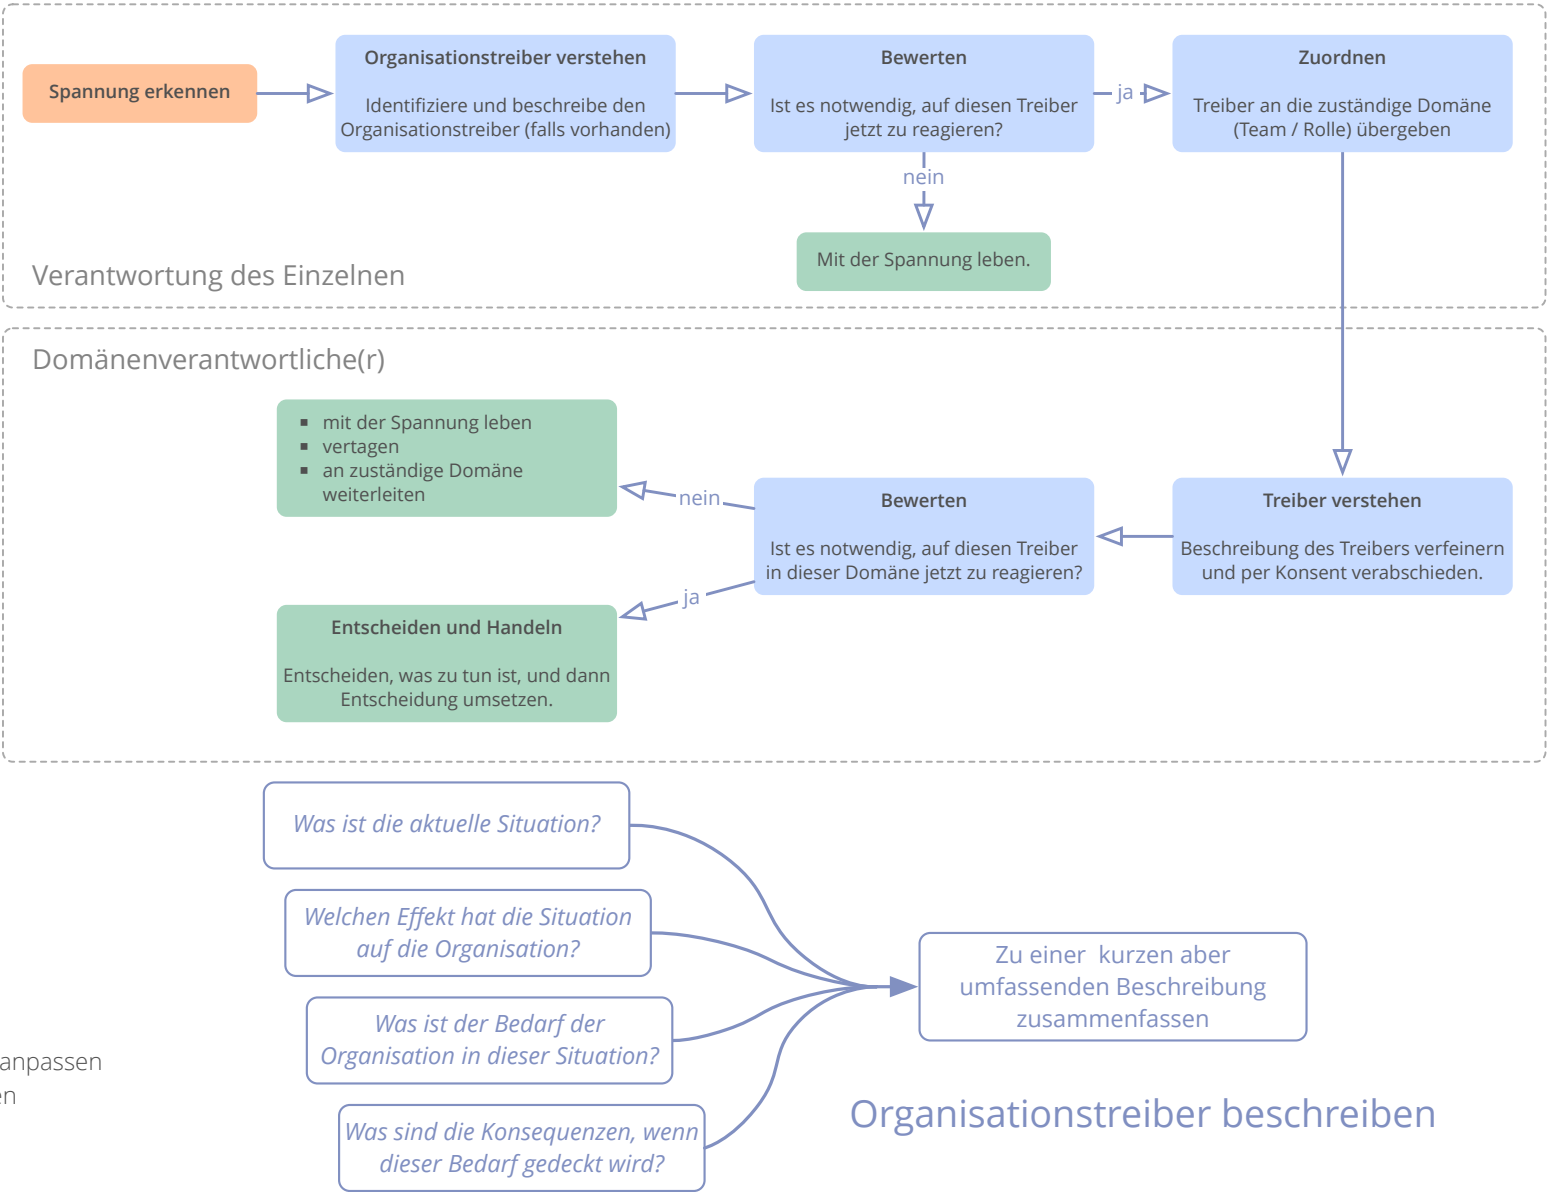 Spannung erkennen
Organisationstreiber verstehen
Identifiziere und beschreibe den
Organisationstreiber (falls vorhanden)
Bewerten
Ist es notwendig, auf diesen Treiber
jetzt zu reagieren?
ja
Zuordnen
Treiber an die zuständige Domäne
(Team / Rolle) übergeben
nein
Mit der Spannung leben.
Verantwortung des Einzelnen
Domänenverantwortliche(r)
▪ mit der Spannung leben
▪ vertagen
▪ an zuständige Domäne
weiterleiten
nein
Bewerten
Ist es notwendig, auf diesen Treiber
in dieser Domäne jetzt zu reagieren?
Treiber verstehen
Beschreibung des Treibers verfeinern
und per Konsent verabschieden.
ja
Entscheiden und Handeln
Entscheiden, was zu tun ist, und dann
Entscheidung umsetzen.
Was ist die aktuelle Situation?
Welchen Effekt hat die Situation
auf die Organisation?
Was ist der Bedarf der
Organisation in dieser Situation?
Was sind die Konsequenzen, wenn
dieser Bedarf gedeckt wird?
Zu einer kurzen aber
umfassenden Beschreibung
zusammenfassen
Organisationstreiber beschreiben
anpassen
en